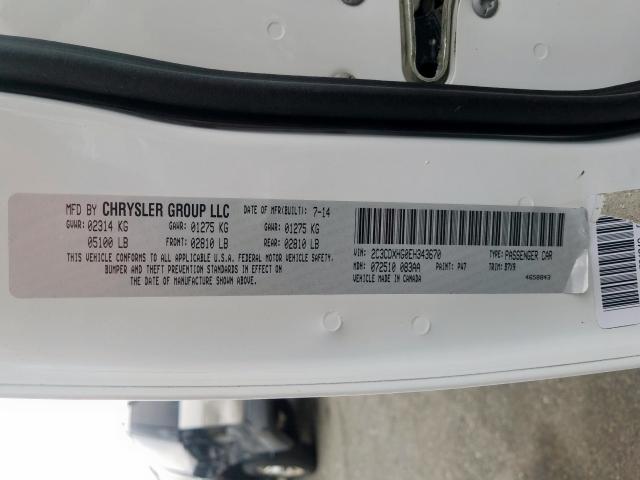 MFD BY CHRYSLER GROUP LLC DATE OF MFR(BUILT): 7-14
GVWR: 02314 KG GAWR: 01275 KG GAWR: 01275 KG
05100 LB FRONT: 02810 LB REAR: 02810 LB
THIS VEHICLE CONFORMS TO ALL APPLICABLE U.S.A. FEDERAL MOTOR VEHICLE SAFETY,
BUMPER AND THEFT PREVENTION STANDARDS IN EFFECT ON
THE DATE OF MANUFACTURE SHOWN ABOVE.
VIN: 2C3CDXHG0EH343670 TYPE: PASSENGER CAR
MDH: 072510 083AA PAINT: PW7 TRIM: B7X9
VEHICLE MADE IN CANADA 4658843